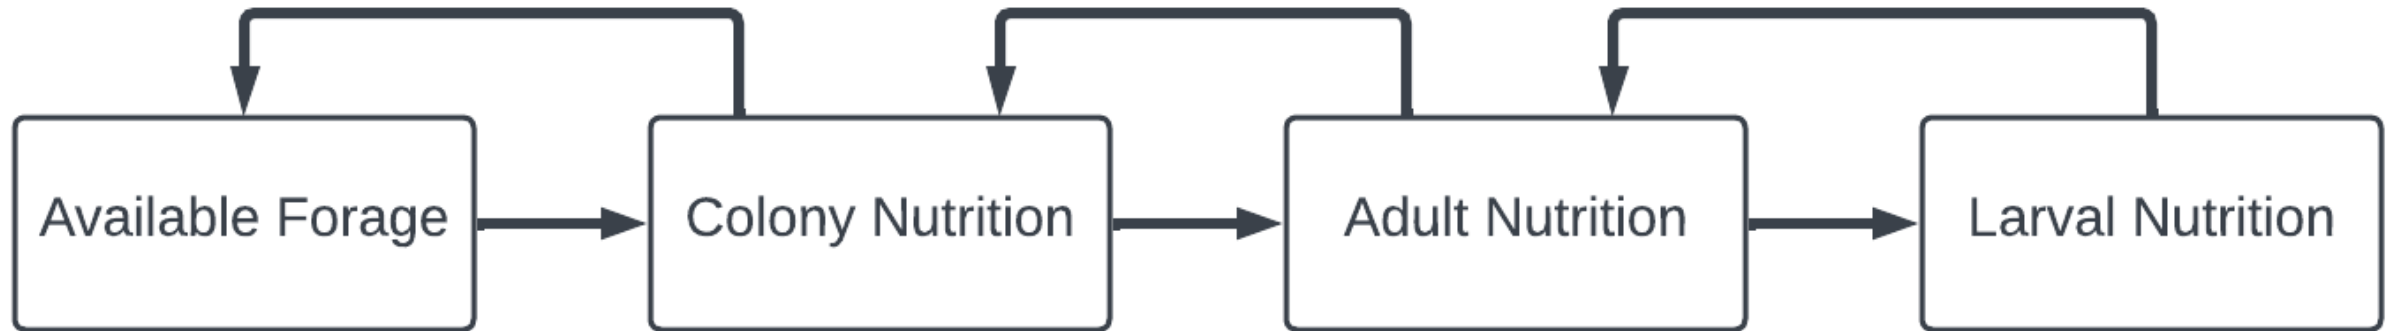 Available Forage
Colony Nutrition
Adult Nutrition
Larval Nutrition